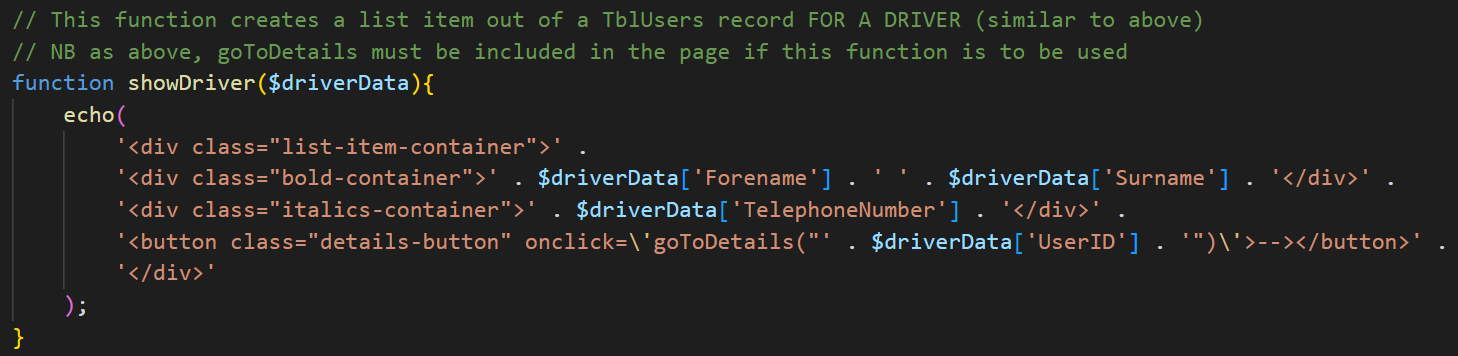 // This function creates a list item out of a TblUsers record FOR A DRIVER (similar to above)
// NB as above, goToDetails must be included in the page if this function is to be used
function showDriver($driverData){
    echo(
        '<div class="list-item-container">' .
        '<div class="bold-container">' . $driverData['Forename'] . ' ' . $driverData['Surname'] . '</div>' .
        '<div class="italics-container">' . $driverData['TelephoneNumber'] . '</div>' .
        '<button class="details-button" onclick=\'goToDetails("' . $driverData['UserID'] . '")\'>--></button>' .
        '</div>'
    );
}